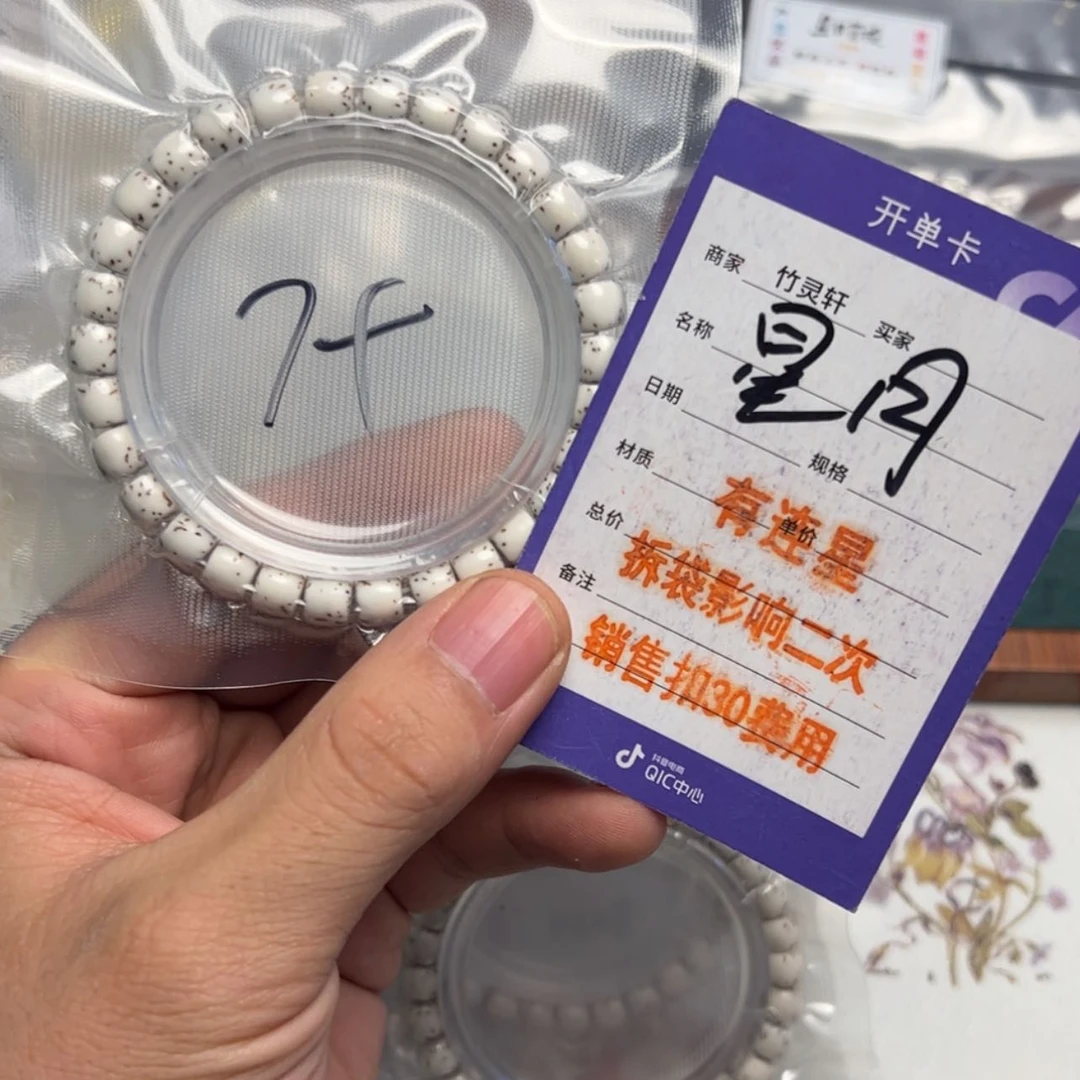 开单卡
商家 竹灵轩 买家
名称 星月
日期 规格
材质
总价 单价
备注
有连星
拆袋影响二次
销售扣30费用
抖音电商
QIC中心